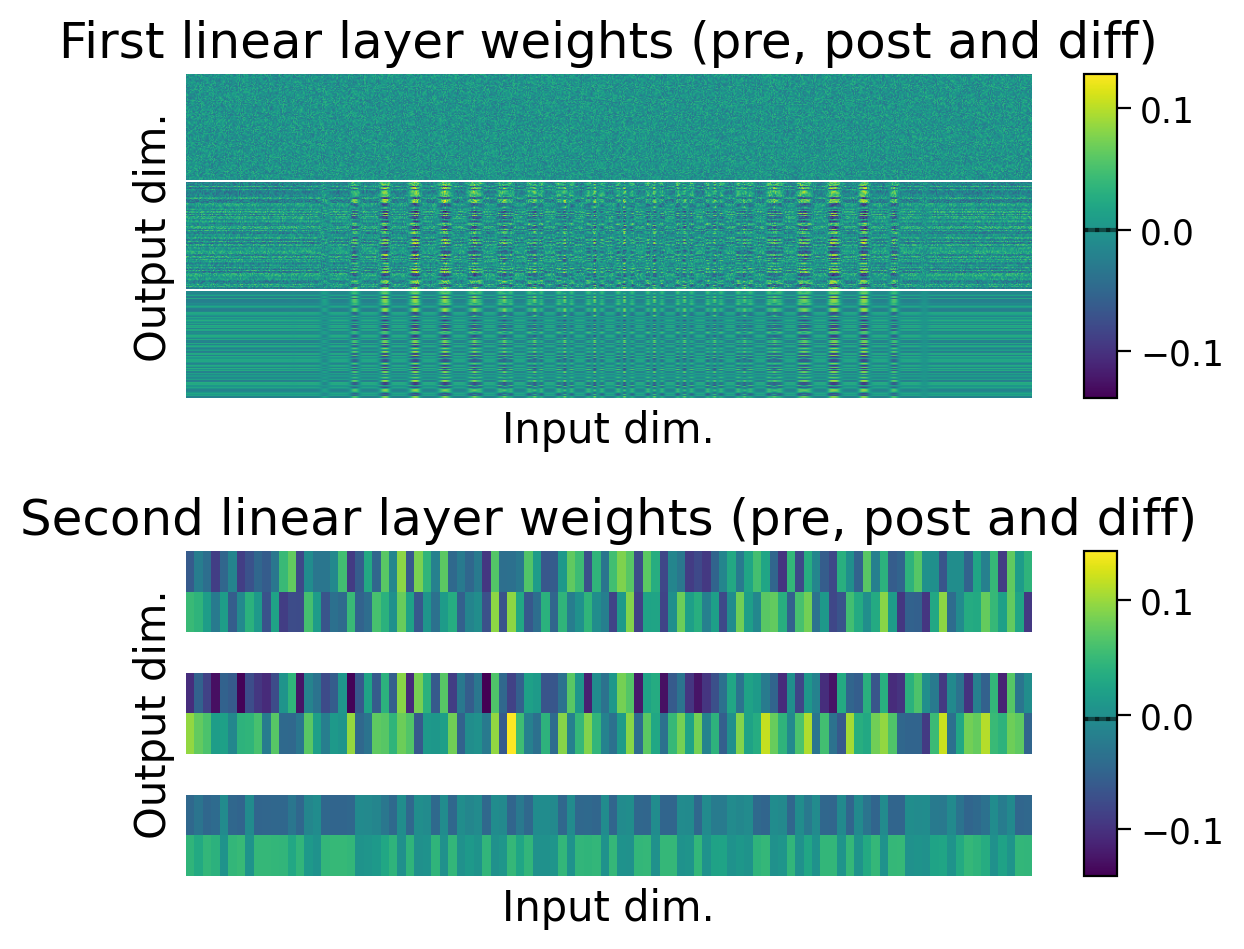 First linear layer weights (pre, post and diff)
Output dim.
0.1
0.0
−0.1
Input dim.
Second linear layer weights (pre, post and diff)
Output dim.
0.1
0.0
−0.1
Input dim.